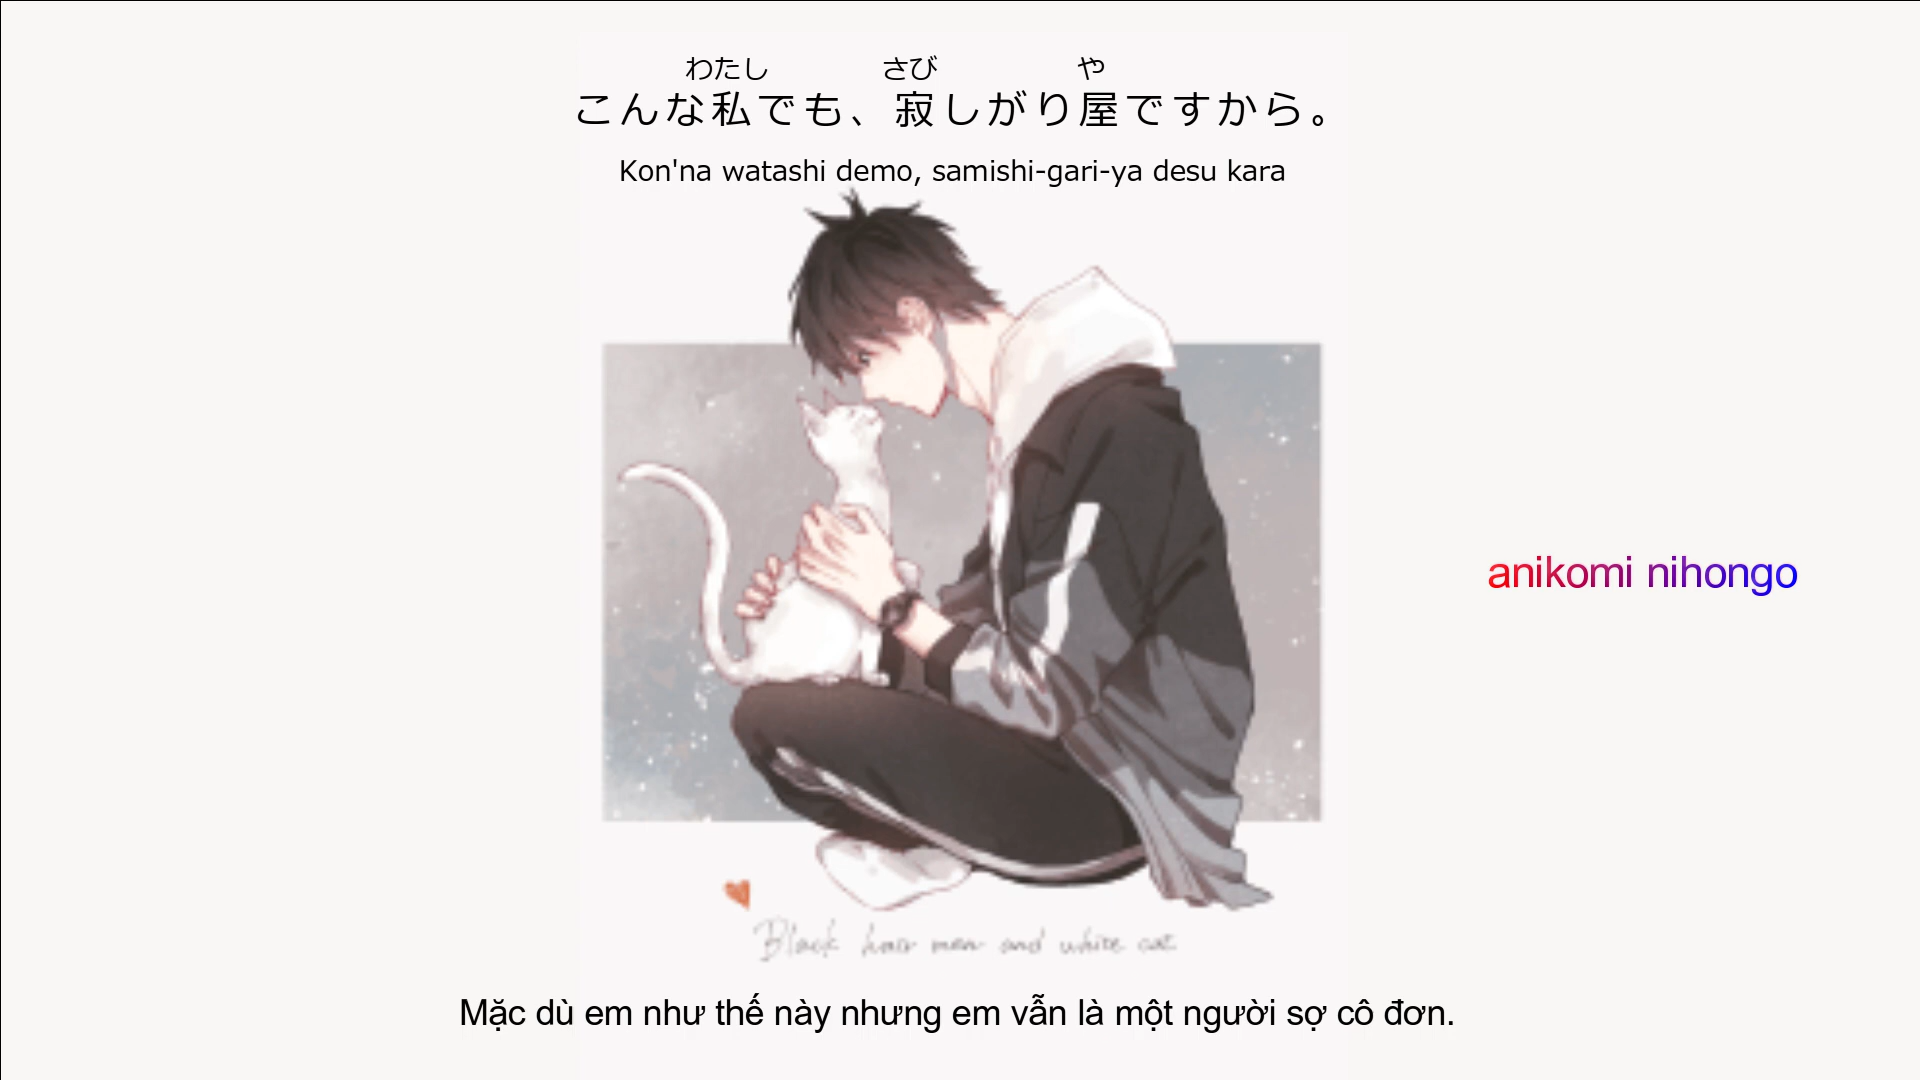 わたし さび や
こんな私でも、寂しがり屋ですから。
Kon'na watashi demo, samishi-gari-ya desu kara
anikomi nihongo
Black hair man and white cat
Mặc dù em như thế này nhưng em vẫn là một người sợ cô đơn.